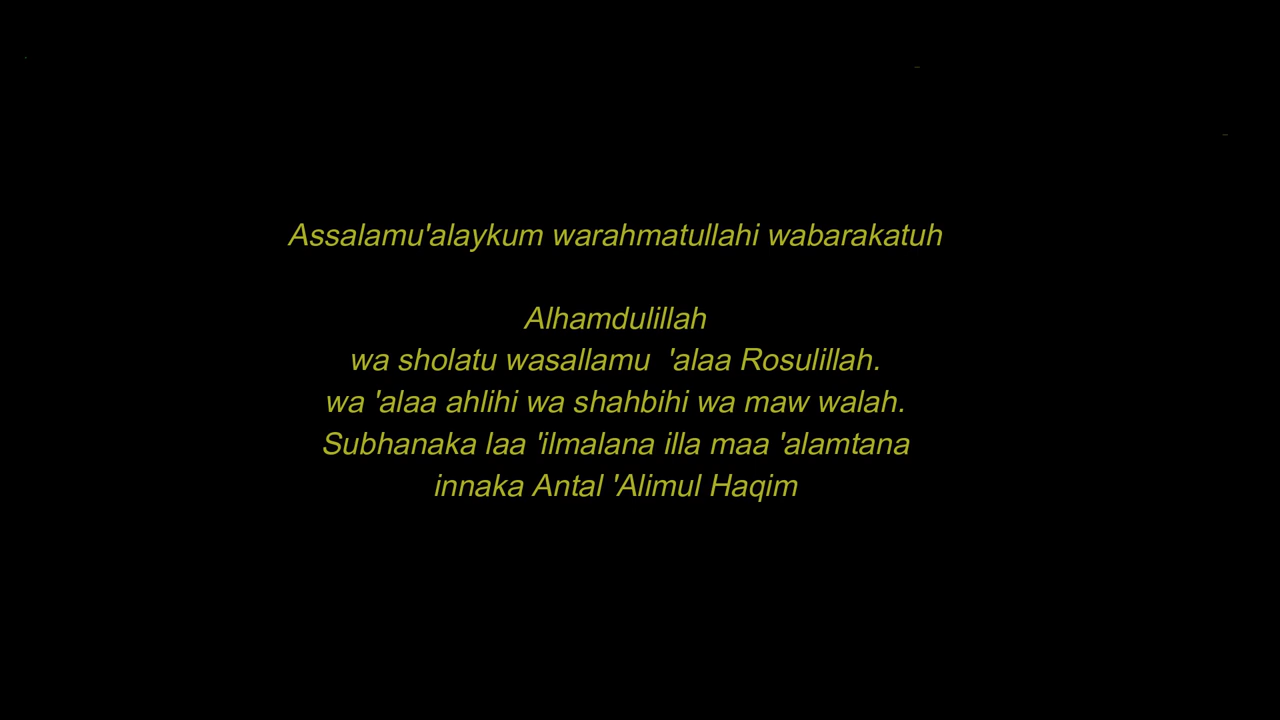 Assalamu'alaykum warahmatullahi wabarakatuh
Alhamdulillah
wa sholatu wasallamu  'alaa Rosulillah.
wa 'alaa ahlihi wa shahbihi wa maw walah.
Subhanaka laa 'ilmalana illa maa 'alamtana
innaka Antal 'Alimul Haqim